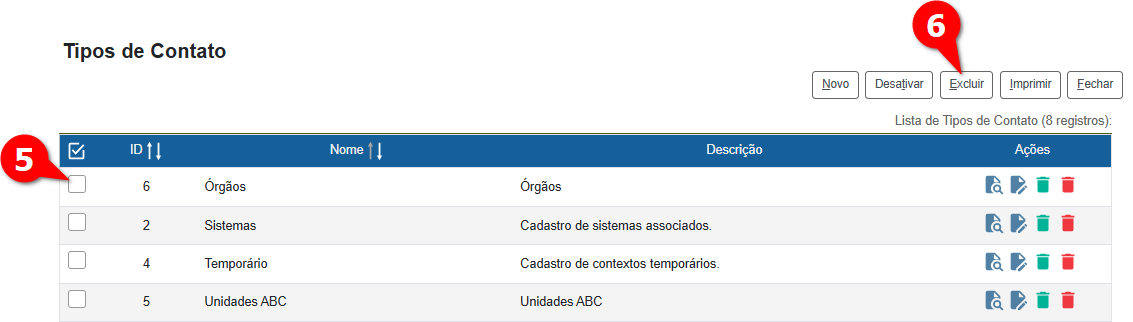 6
Tipos de Contato
Novo Desativar Excluir Imprimir Fechar
Lista de Tipos de Contato (8 registros):
5
ID Nome Descrição Ações
6 Órgãos Órgãos
2 Sistemas Cadastro de sistemas associados.
4 Temporário Cadastro de contextos temporários.
5 Unidades ABC Unidades ABC